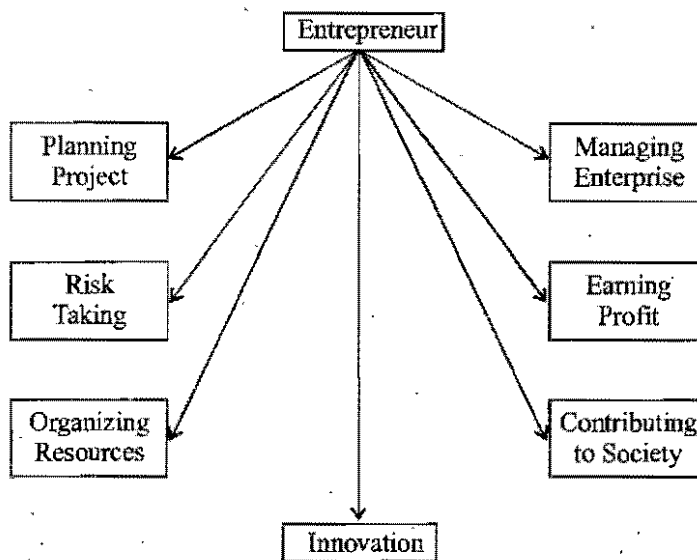 Entrepreneur
Planning
Project
Managing
Enterprise
Risk
Taking
Earning
Profit
Organizing
Resources
Contributing
to Society
Innovation